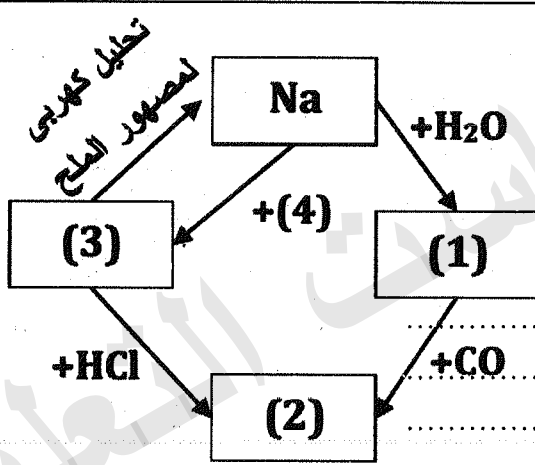 تحليل كهربى
لمصهور الملح
Na
+H₂O
+(4)
(3)
(1)
+HCl
+CO
(2)